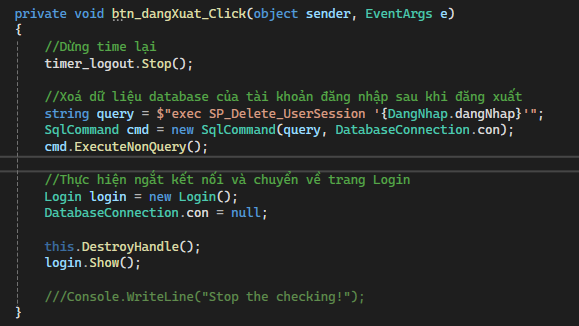 private void btn_dangXuat_Click(object sender, EventArgs e)
{
//Dừng time lại
timer_logout.Stop();
//Xoá dữ liệu database của tài khoản đăng nhập sau khi đăng xuất
string query = $"exec SP_Delete_UserSession '{DangNhap.dangNhap}'";
SqlCommand cmd = new SqlCommand(query, DatabaseConnection.con);
cmd.ExecuteNonQuery();
//Thực hiện ngắt kết nối và chuyển về trang Login
Login login = new Login();
DatabaseConnection.con = null;
this.DestroyHandle();
login.Show();
///Console.WriteLine("Stop the checking!");
}